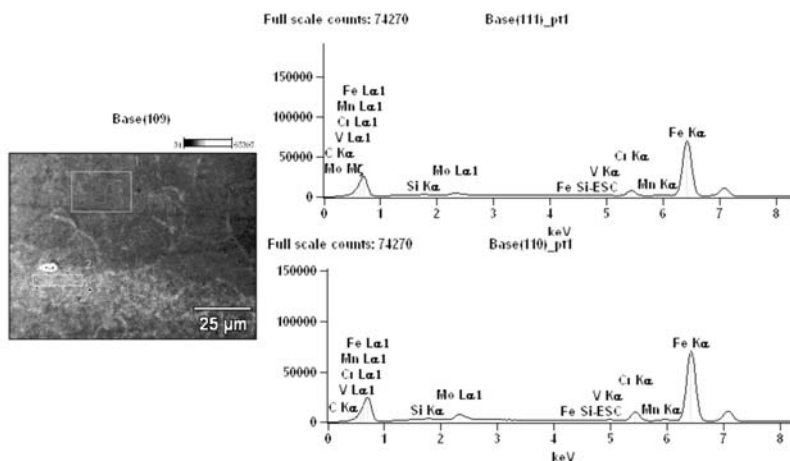 Base(109)
25 µm
2
Full scale counts: 74270 Base(111)_pt1
150000
100000
50000
0
Fe Lα1
Mn Lα1
Cr Lα1
V Lα1
C Kα
Si Kα
Mo Lα1
Fe Si-ESC
V Kα
Cr Kα
Mn Kα
Fe Kα
0 1 2 3 4 5 6 7 8
keV
Full scale counts: 74270 Base(110)_pt1
150000
100000
50000
0
Fe Lα1
Mn Lα1
Cr Lα1
V Lα1
C Kα
Si Kα
Mo Lα1
Fe Si-ESC
V Kα
Cr Kα
Mn Kα
Fe Kα
0 1 2 3 4 5 6 7 8
keV